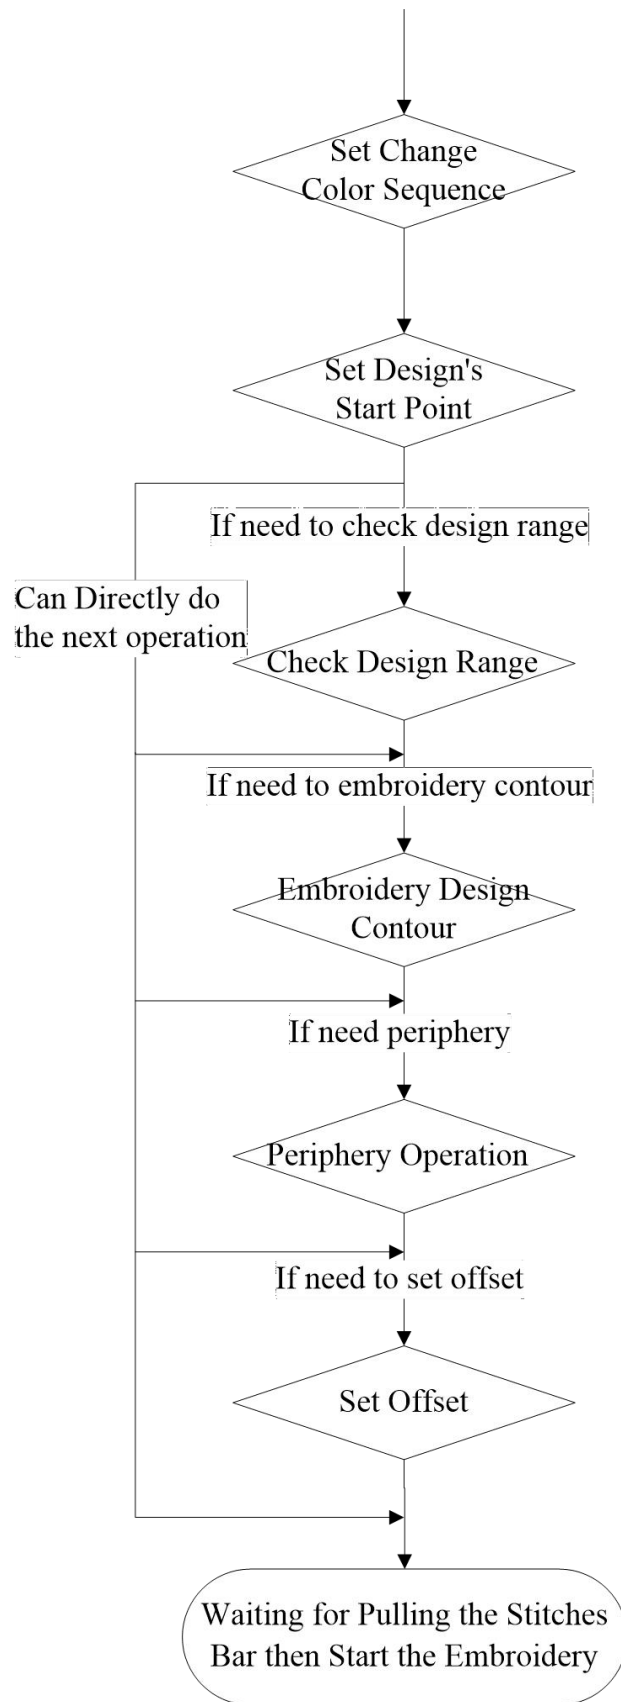 Set Change
Color Sequence
Set Design's
Start Point
If need to check design range
Can Directly do
the next operation
Check Design Range
If need to embroidery contour
Embroidery Design
Contour
If need periphery
Periphery Operation
If need to set offset
Set Offset
Waiting for Pulling the Stitches
Bar then Start the Embroidery